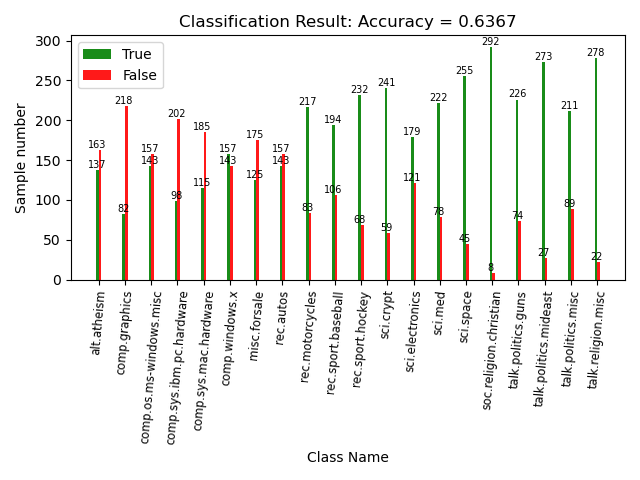 Classification Result: Accuracy = 0.6367
True
False
Sample number
300
250
200
150
100
50
0
163
137
218
82
157
143
202
98
185
115
157
143
175
125
157
143
217
83
194
106
232
68
241
59
179
121
222
78
255
45
292
8
226
74
273
27
211
89
278
22
alt.atheism
comp.graphics
comp.os.ms-windows.misc
comp.sys.ibm.pc.hardware
comp.sys.mac.hardware
comp.windows.x
misc.forsale
rec.autos
rec.motorcycles
rec.sport.baseball
rec.sport.hockey
sci.crypt
sci.electronics
sci.med
sci.space
soc.religion.christian
talk.politics.guns
talk.politics.mideast
talk.politics.misc
talk.religion.misc
Class Name